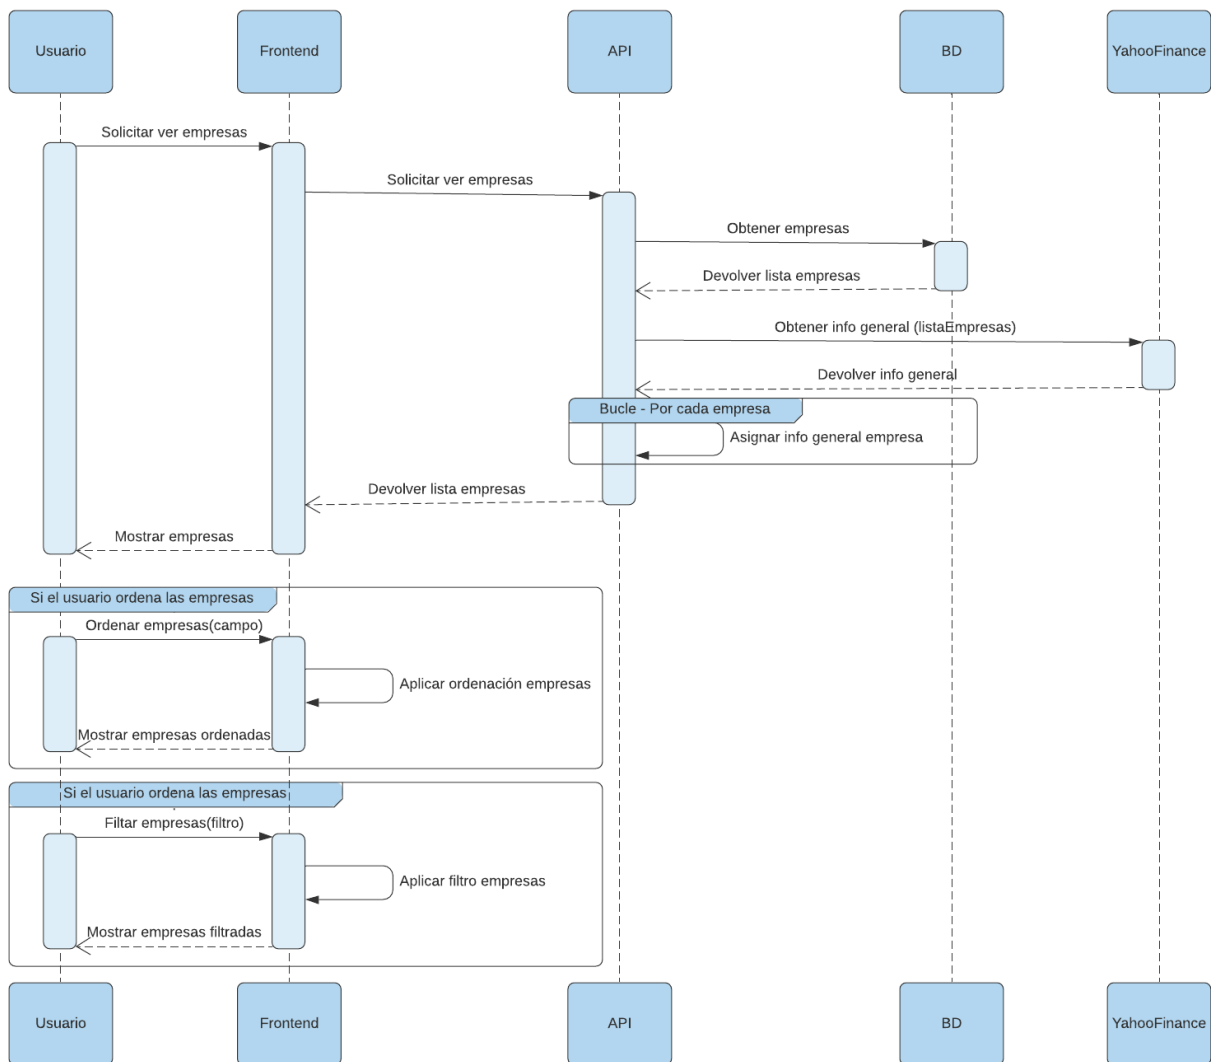 Usuario
Frontend
API
BD
YahooFinance
Solicitar ver empresas
Solicitar ver empresas
Obtener empresas
Devolver lista empresas
Obtener info general (listaEmpresas)
Devolver info general
Bucle - Por cada empresa
Asignar info general empresa
Devolver lista empresas
Mostrar empresas
Si el usuario ordena las empresas
Ordenar empresas(campo)
Aplicar ordenación empresas
Mostrar empresas ordenadas
Si el usuario ordena las empresas
Filtar empresas(filtro)
Aplicar filtro empresas
Mostrar empresas filtradas
Usuario
Frontend
API
BD
YahooFinance